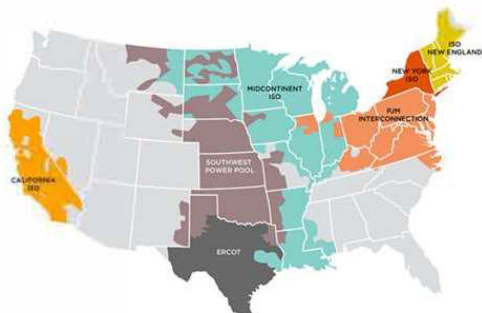 ISO
NEW ENGLAND
NEW YORK
ISO
MIDCONTINENT
ISO
PJM
INTERCONNECTION
SOUTHWEST
POWER POOL
CALIFORNIA
ISO
ERCOT